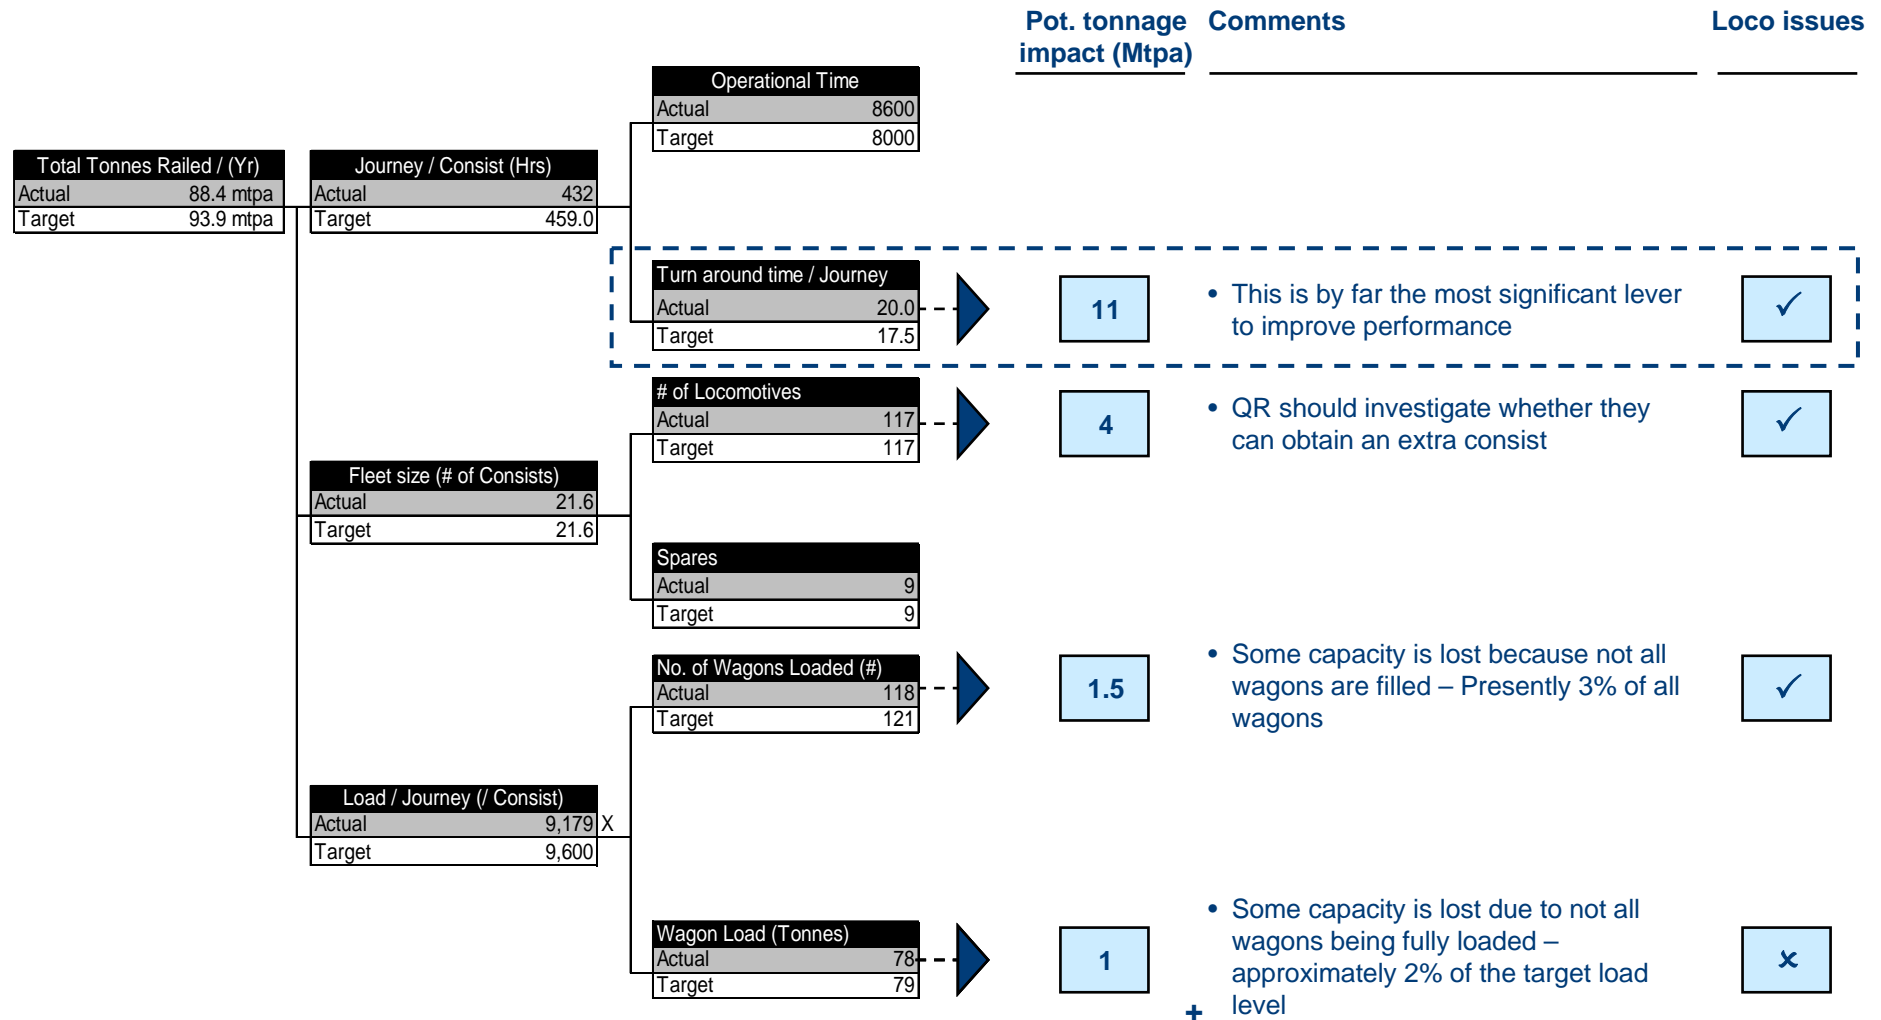 Pot. tonnage
impact (Mtpa)
Comments
Loco issues
Total Tonnes Railed / (Yr)
Actual 88.4 mtpa
Target 93.9 mtpa
Journey / Consist (Hrs)
Actual 432
Target 459.0
Operational Time
Actual 8600
Target 8000
Turn around time / Journey
Actual 20.0
Target 17.5
11
• This is by far the most significant lever
to improve performance
✓
# of Locomotives
Actual 117
Target 117
4
• QR should investigate whether they
can obtain an extra consist
✓
Fleet size (# of Consists)
Actual 21.6
Target 21.6
Spares
Actual 9
Target 9
No. of Wagons Loaded (#)
Actual 118
Target 121
1.5
• Some capacity is lost because not all
wagons are filled – Presently 3% of all
wagons
✓
Load / Journey (/ Consist)
Actual 9,179 X
Target 9,600
Wagon Load (Tonnes)
Actual 78
Target 79
1
• Some capacity is lost due to not all
wagons being fully loaded –
approximately 2% of the target load
level
×
+